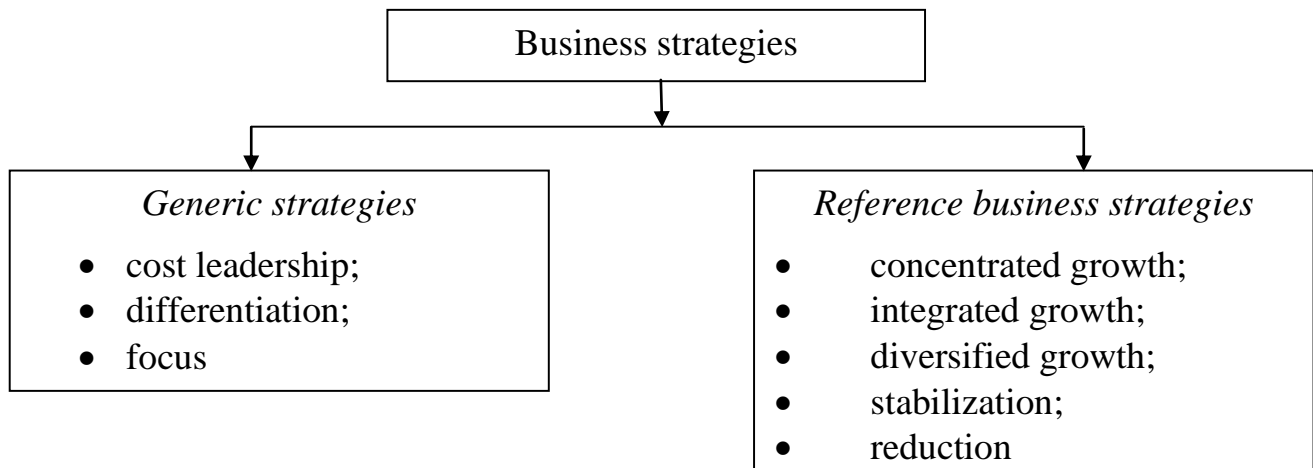 Business strategies
Generic strategies
• cost leadership;
• differentiation;
• focus
Reference business strategies
• concentrated growth;
• integrated growth;
• diversified growth;
• stabilization;
• reduction